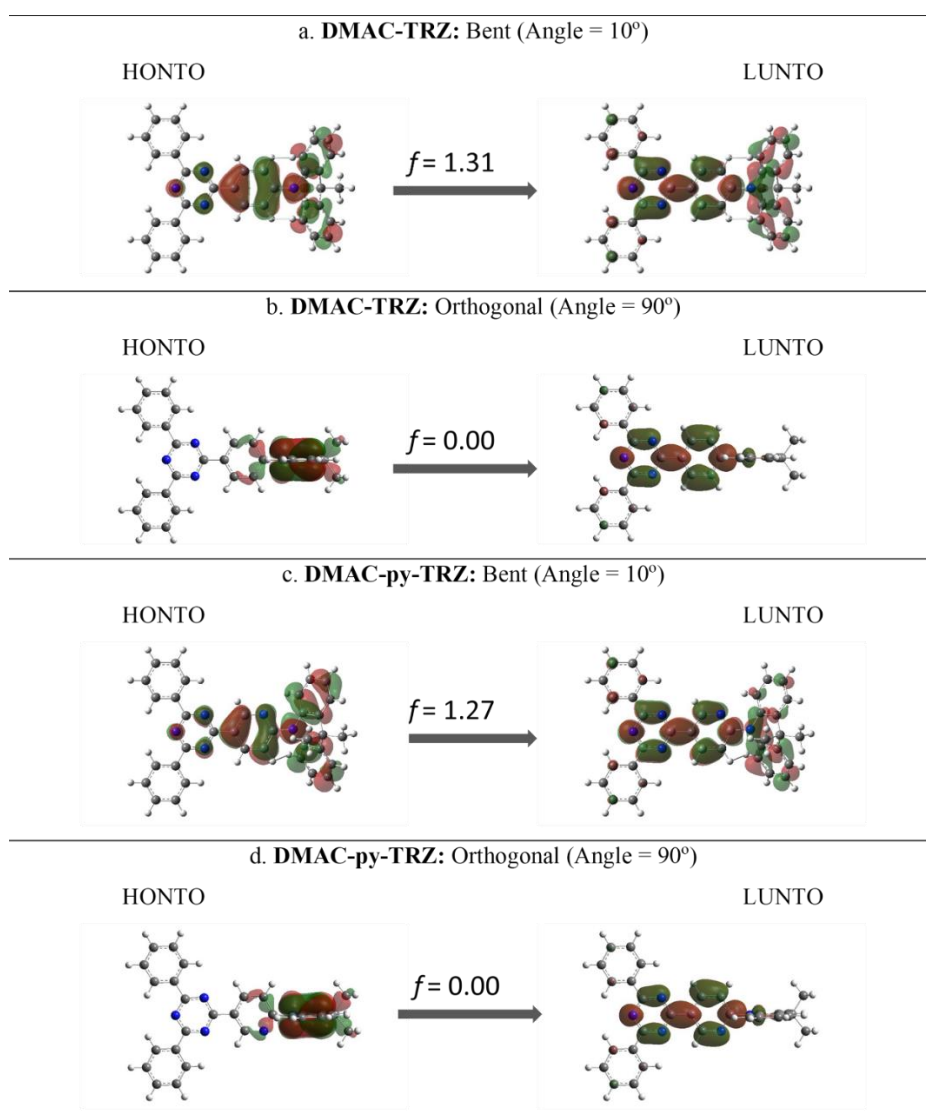 a. DMAC-TRZ: Bent (Angle = 10º)
HONTO LUNTO
f = 1.31
b. DMAC-TRZ: Orthogonal (Angle = 90º)
HONTO LUNTO
f = 0.00
c. DMAC-py-TRZ: Bent (Angle = 10º)
HONTO LUNTO
f = 1.27
d. DMAC-py-TRZ: Orthogonal (Angle = 90º)
HONTO LUNTO
f = 0.00